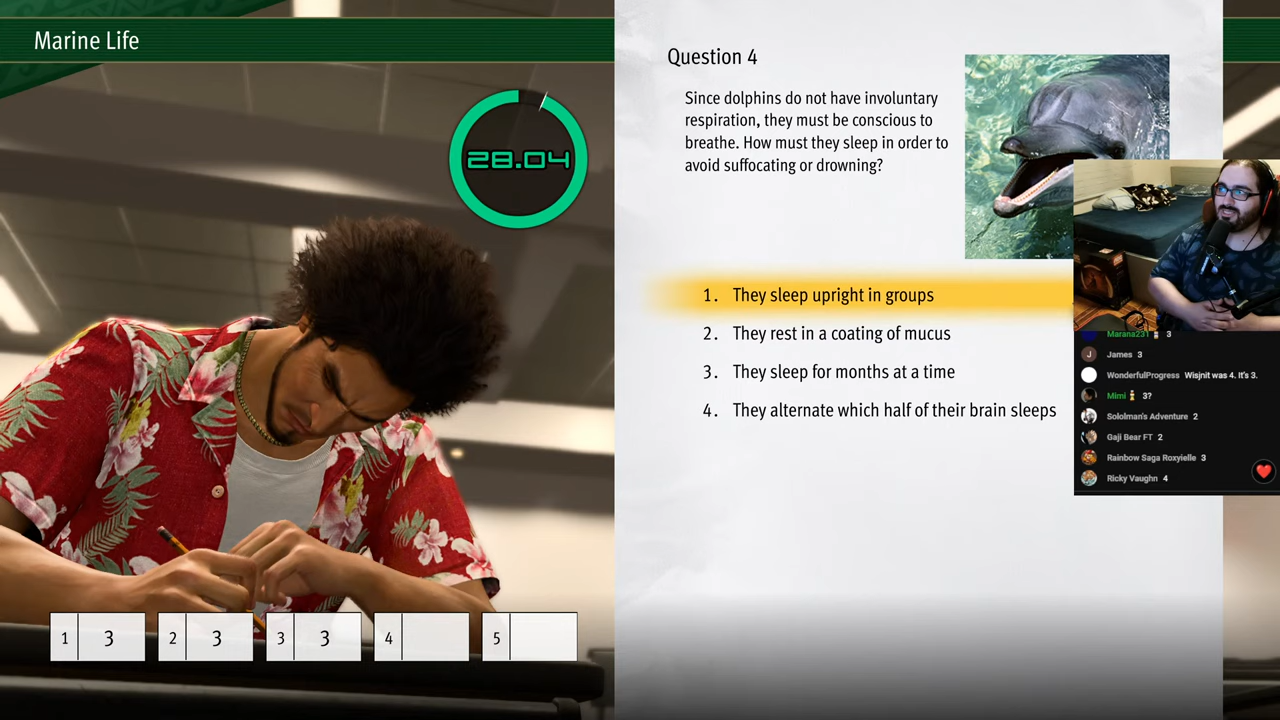 Marine Life
28.04
Question 4
Since dolphins do not have involuntary
respiration, they must be conscious to
breathe. How must they sleep in order to
avoid suffocating or drowning?
1. They sleep upright in groups
2. They rest in a coating of mucus
3. They sleep for months at a time
4. They alternate which half of their brain sleeps
Marana231 3
J James 3
WonderfulProgress Wisjnit was 4. It's 3.
Mimi 3?
Sololman's Adventure 2
Gaji Bear FT 2
Rainbow Saga Roxyielle 3
Ricky Vaughn 4
1 3 2 3 3 3 4 5